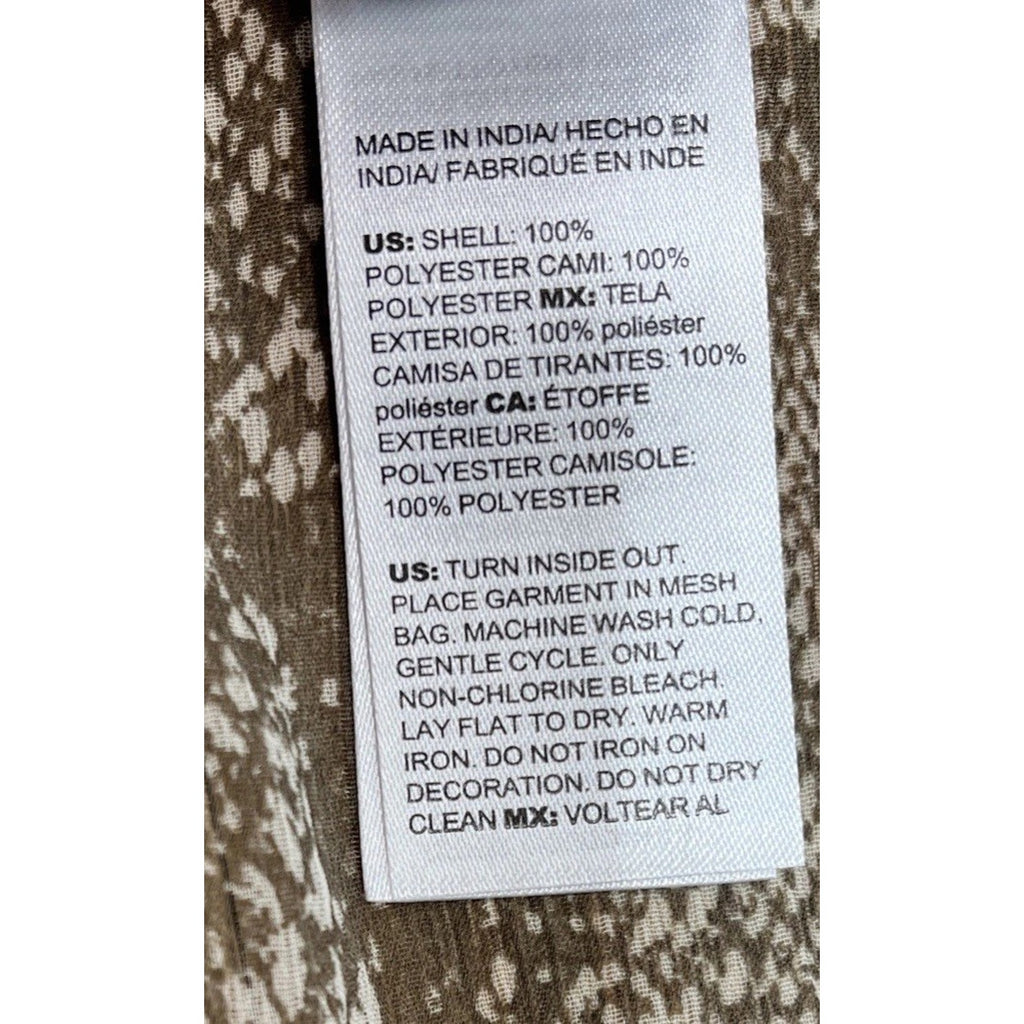 MADE IN INDIA/ HECHO EN
INDIA/ FABRIQUÉ EN INDE
US: SHELL: 100%
POLYESTER CAMI: 100%
POLYESTER MX: TELA
EXTERIOR: 100% poliéster
CAMISA DE TIRANTES: 100%
poliéster CA: ÉTOFFE
EXTÉRIEURE: 100%
POLYESTER CAMISOLE:
100% POLYESTER
US: TURN INSIDE OUT.
PLACE GARMENT IN MESH
BAG. MACHINE WASH COLD,
GENTLE CYCLE. ONLY
NON-CHLORINE BLEACH.
LAY FLAT TO DRY. WARM
IRON. DO NOT IRON ON
DECORATION. DO NOT DRY
CLEAN MX: VOLTEAR AL